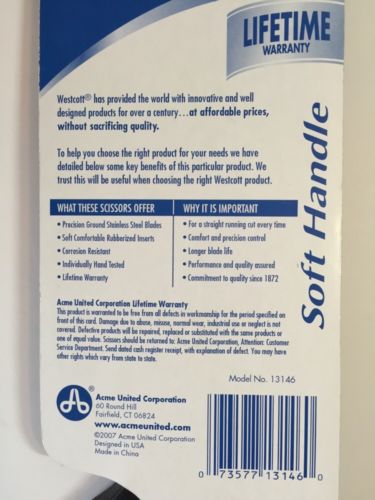 LIFETIME
WARRANTY
Westcott® has provided the world with innovative and well
designed products for over a century...at affordable prices,
without sacrificing quality.
To help you choose the right product for your needs we have
detailed below some key benefits of this particular product. We
trust this will be useful when choosing the right Westcott product.
WHAT THESE SCISSORS OFFER
• Precision Ground Stainless Steel Blades
• Soft Comfortable Rubberized Inserts
• Corrosion Resistant
• Individually Hand Tested
• Lifetime Warranty
WHY IT IS IMPORTANT
• For a straight running cut every time
• Comfort and precision control
• Longer blade life
• Performance and quality assured
• Commitment to quality since 1872
Soft Handle
Acme United Corporation Lifetime Warranty
This product is warranted to be free from all defects in workmanship for the period specified on
front of this card. Damage due to abuse, misuse, normal wear, industrial use or neglect is not
covered. Defective products will be repaired, replaced or substituted with the same products or
one of equal value. Scissors should be returned to: Acme United Corporation, Attention: Customer
Service Department. Send dated cash register receipt, with explanation of defect. You may have
other rights which vary from state to state.
Model No. 13146
®
Acme United Corporation
60 Round Hill
Fairfield, CT 06824
www.acmeunited.com
©2007 Acme United Corporation
Designed in USA
Made in China
0 73577 13146 0